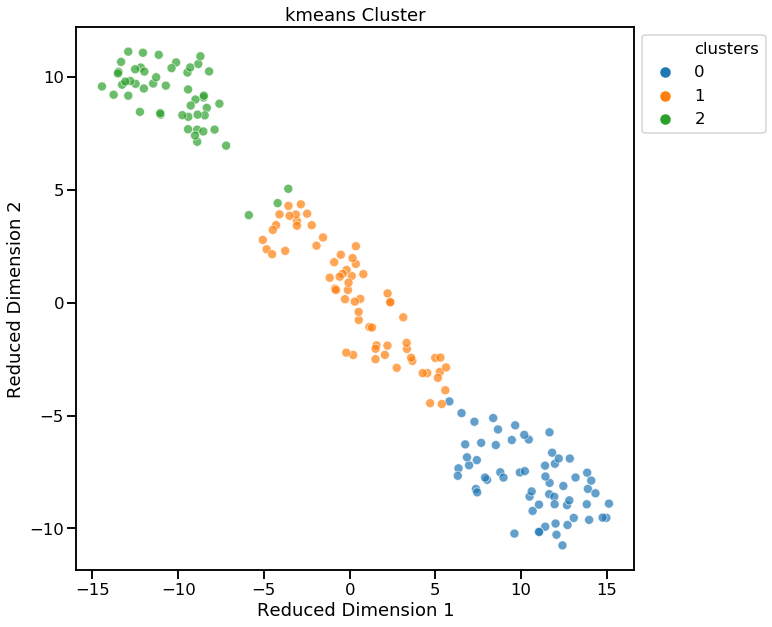 kmeans Cluster
clusters
0
1
2
10
5
0
−5
−10
Reduced Dimension 2
−15 −10 −5 0 5 10 15
Reduced Dimension 1